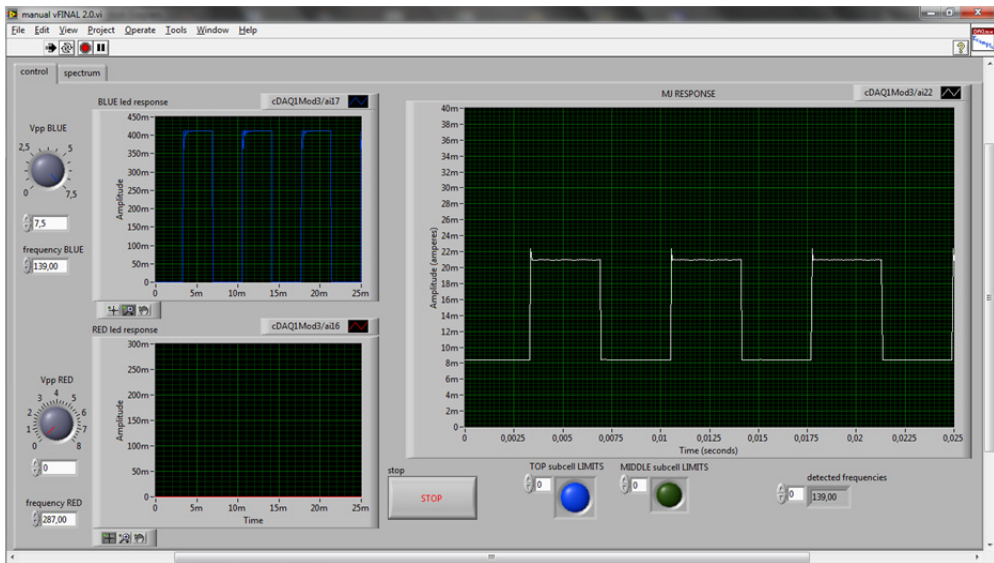 manual vFINAL 2.0.vi
File Edit View Project Operate Tools Window Help
control spectrum
BLUE led response
cDAQ1Mod3/ai17
MJ RESPONSE
cDAQ1Mod3/ai22
Vpp BLUE
2,5
5
0
7,5
7,5
frequency BLUE
139,00
Amplitude
450m
400m
350m
300m
250m
200m
150m
100m
50m
0
0 5m 10m 15m 20m 25m
RED led response
cDAQ1Mod3/ai16
Vpp RED
0 1 2 3 4 5 6 7 8
0
frequency RED
287,00
Amplitude
300m
250m
200m
150m
100m
50m
0
0 5m 10m 15m 20m 25m
Time
Amplitude (amperes)
40m
38m
36m
34m
32m
30m
28m
26m
24m
22m
20m
18m
16m
14m
12m
10m
8m
6m
4m
2m
0
0 0,0025 0,005 0,0075 0,01 0,0125 0,015 0,0175 0,02 0,0225 0,025
Time (seconds)
stop
STOP
TOP subcell LIMITS
0
MIDDLE subcell LIMITS
0
detected frequencies
0
139,00